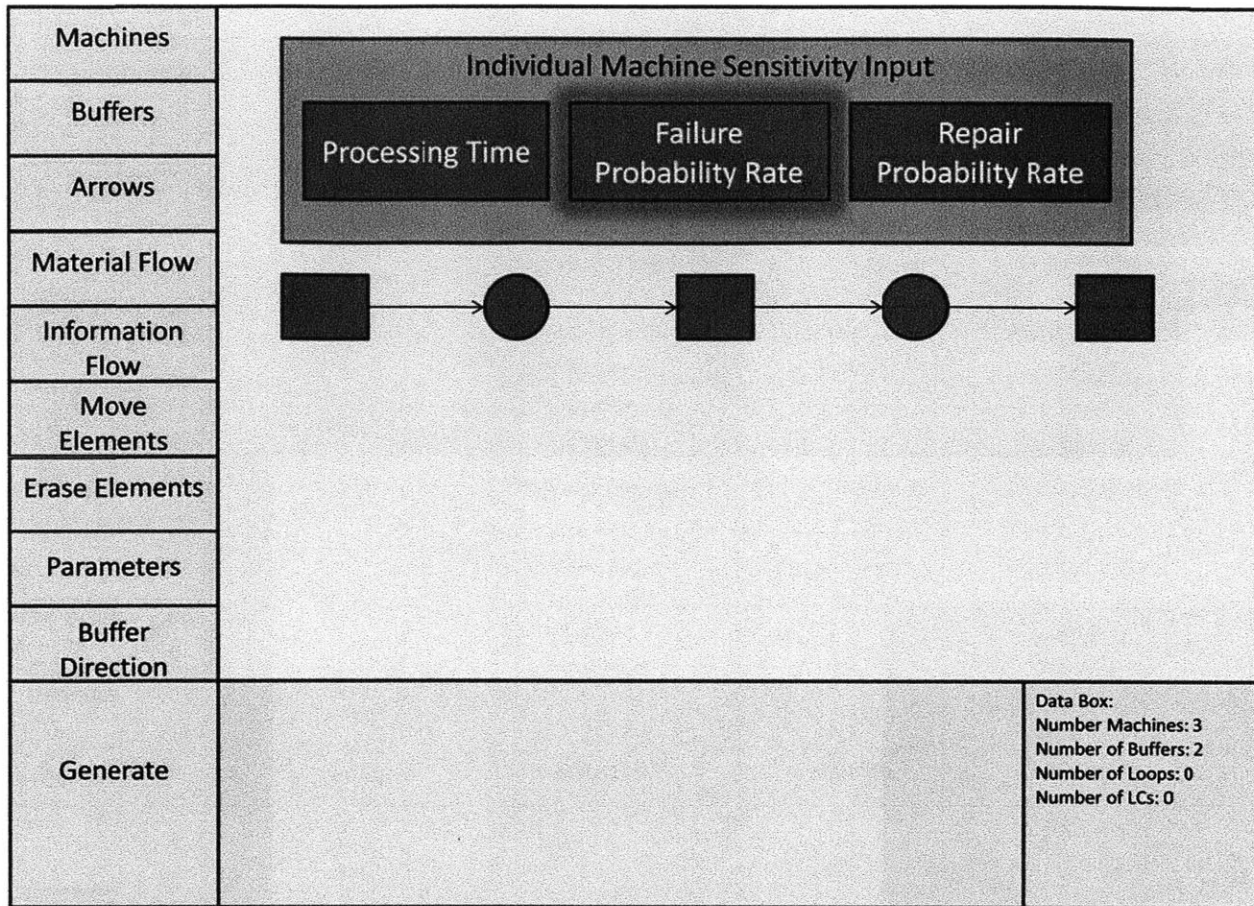 Machines
Buffers
Arrows
Material Flow
Information
Flow
Move
Elements
Erase Elements
Parameters
Buffer
Direction
Generate
Individual Machine Sensitivity Input
Processing Time
Failure
Probability Rate
Repair
Probability Rate
Data Box:
Number Machines: 3
Number of Buffers: 2
Number of Loops: 0
Number of LCs: 0